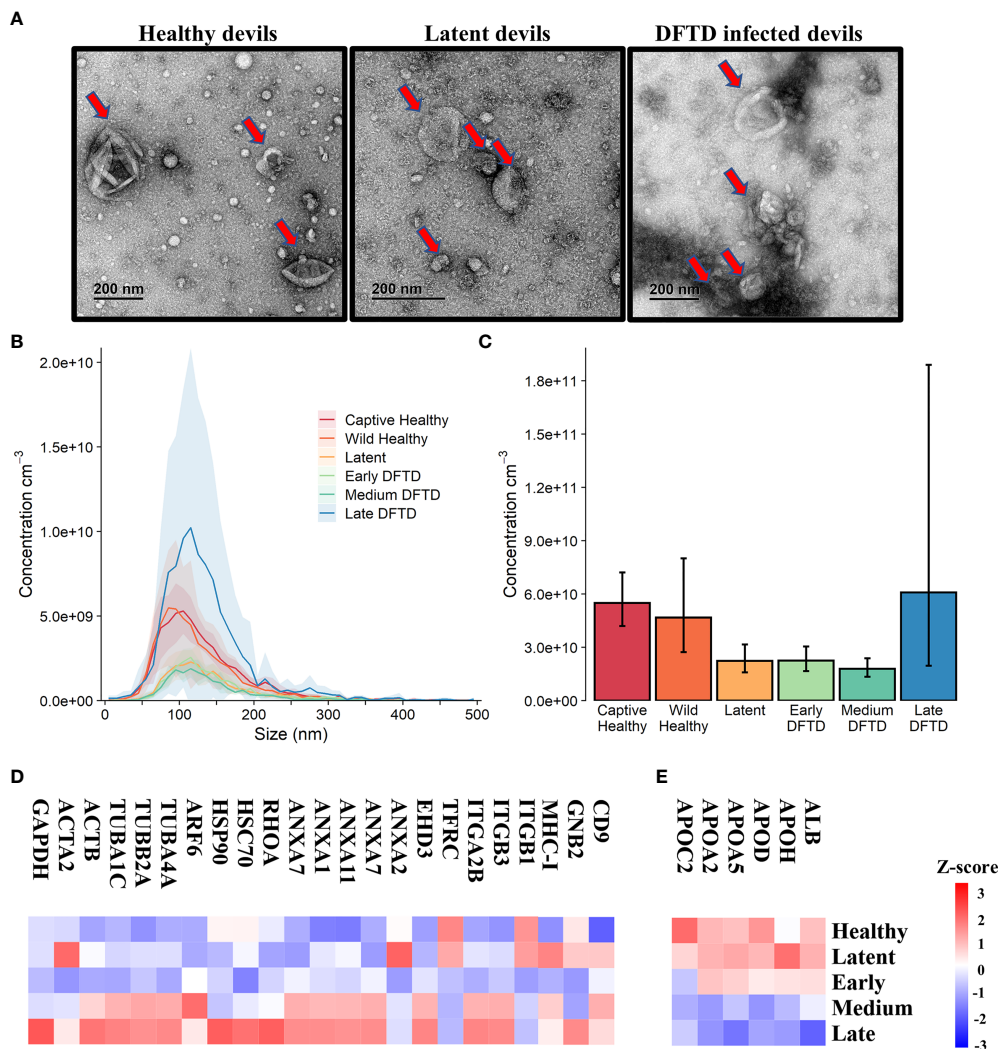 A
Healthy devils
Latent devils
DFTD infected devils
200 nm
200 nm
200 nm
B
2.0e+10
1.5e+10
1.0e+10
5.0e+09
0.0e+00
Concentration cm⁻³
0
100
200
300
400
500
Size (nm)
Captive Healthy
Wild Healthy
Latent
Early DFTD
Medium DFTD
Late DFTD
C
1.8e+11
1.5e+11
1.2e+11
9.0e+10
6.0e+10
3.0e+10
0.0e+00
Concentration cm⁻³
Captive
Healthy
Wild
Healthy
Latent
Early
DFTD
Medium
DFTD
Late
DFTD
D
GAPDH
ACTA2
ACTB
TUBA1C
TUBB2A
TUBA4A
ARF6
HSP90
HSC70
RHOA
ANXA7
ANXA1
ANXA11
ANXA7
ANXA2
EHD3
TFRC
ITGA2B
ITGB3
ITGB1
MHC-I
GNB2
CD9
E
APOC2
APOA2
APOA5
APOD
APOH
ALB
Healthy
Latent
Early
Medium
Late
Z-score
3
2
1
0
-1
-2
-3